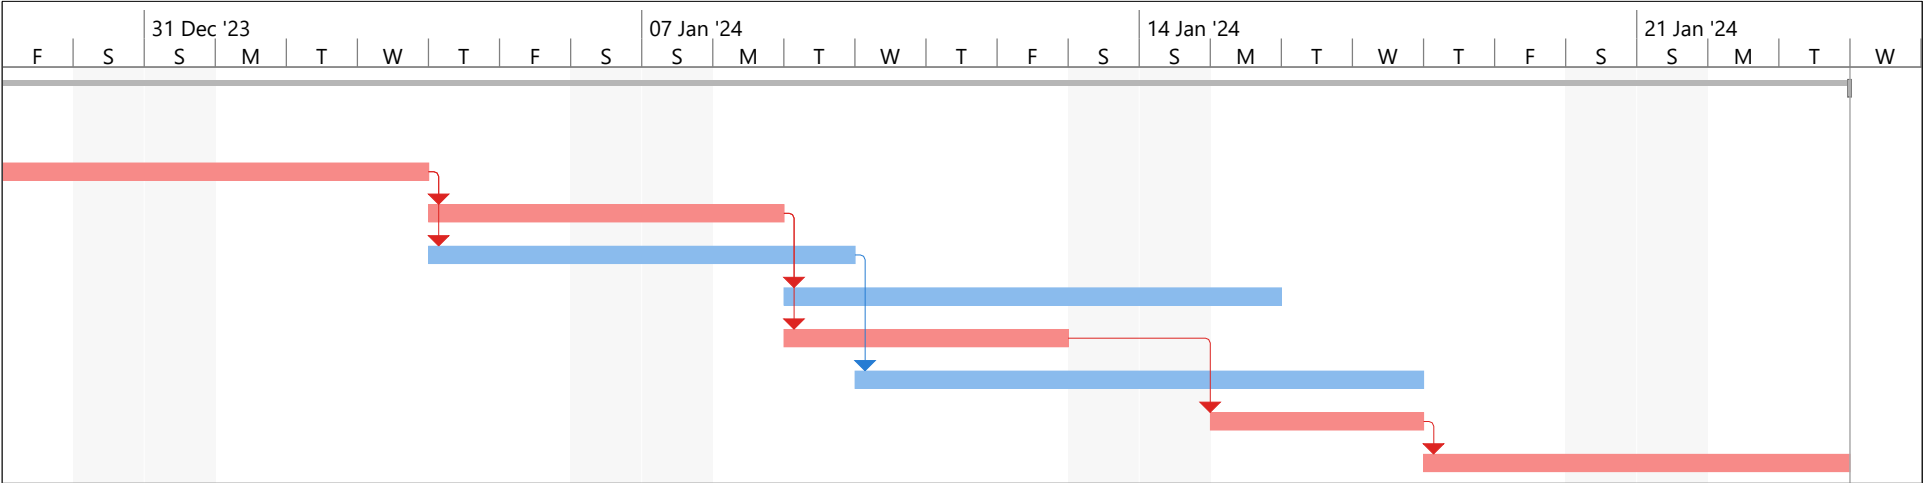 31 Dec '23 07 Jan '24 14 Jan '24 21 Jan '24
F S S M T W T F S S M T W T F S S M T W T F S S M T W